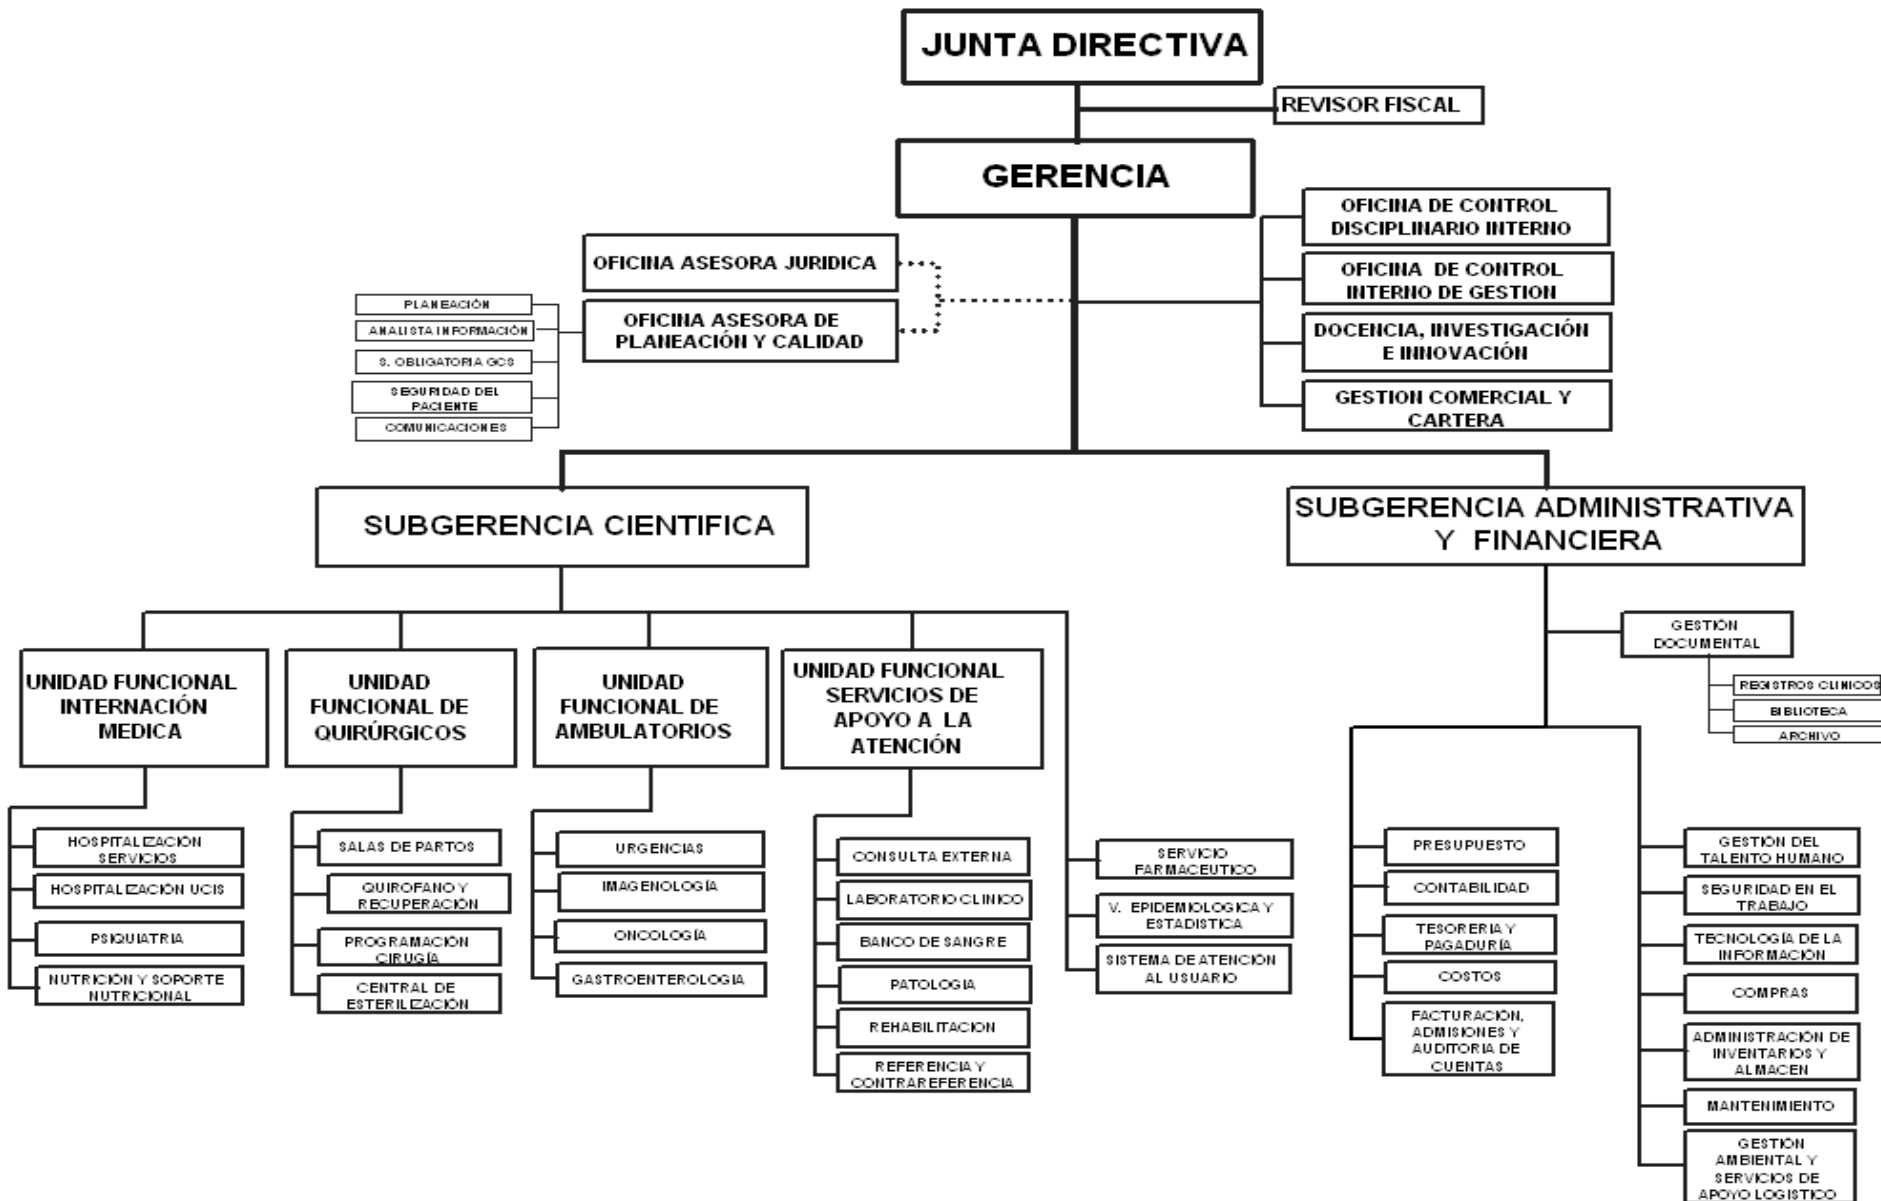 JUNTA DIRECTIVA
REVISOR FISCAL
GERENCIA
OFICINA DE CONTROL
DISCIPLINARIO INTERNO
OFICINA DE CONTROL
INTERNO DE GESTION
DOCENCIA, INVESTIGACIÓN
E INNOVACIÓN
GESTION COMERCIAL Y
CARTERA
OFICINA ASESORA JURIDICA
OFICINA ASESORA DE
PLANEACIÓN Y CALIDAD
PLANEACIÓN
ANALISTA INFORMACIÓN
S. OBLIGATORIA GCS
SEGURIDAD DEL
PACIENTE
COMUNICACIONES
SUBGERENCIA CIENTIFICA
SUBGERENCIA ADMINISTRATIVA
Y FINANCIERA
UNIDAD FUNCIONAL
INTERNACIÓN
MEDICA
HOSPITALIZACIÓN
SERVICIOS
HOSPITALIZACIÓN UCIS
PSIQUIATRIA
NUTRICIÓN Y SOPORTE
NUTRICIONAL
UNIDAD
FUNCIONAL DE
QUIRÚRGICOS
SALAS DE PARTOS
QUIROFANO Y
RECUPERACIÓN
PROGRAMACIÓN
CIRUGÍA
CENTRAL DE
ESTERILIZACIÓN
UNIDAD
FUNCIONAL DE
AMBULATORIOS
URGENCIAS
IMAGENOLOGÍA
ONCOLOGÍA
GASTROENTEROLOGIA
UNIDAD FUNCIONAL
SERVICIOS DE
APOYO A LA
ATENCIÓN
CONSULTA EXTERNA
LABORATORIO CLINICO
BANCO DE SANGRE
PATOLOGIA
REHABILITACION
REFERENCIA Y
CONTRAREFERENCIA
SERVICIO
FARMACEUTICO
V. EPIDEMIOLOGICA Y
ESTADISTICA
SISTEMA DE ATENCIÓN
AL USUARIO
GESTIÓN
DOCUMENTAL
REGISTROS CLINICOS
BIBLIOTECA
ARCHIVO
PRESUPUESTO
CONTABILIDAD
TESORERIA Y
PAGADURÍA
COSTOS
FACTURACIÓN,
ADMISIONES Y
AUDITORIA DE
CUENTAS
GESTIÓN DEL
TALENTO HUMANO
SEGURIDAD EN EL
TRABAJO
TECNOLOGÍA DE LA
INFORMACIÓN
COMPRAS
ADMINISTRACIÓN DE
INVENTARIOS Y
ALMACEN
MANTENIMIENTO
GESTIÓN
AMBIENTAL Y
SERVICIOS DE
APOYO LOGISTICO